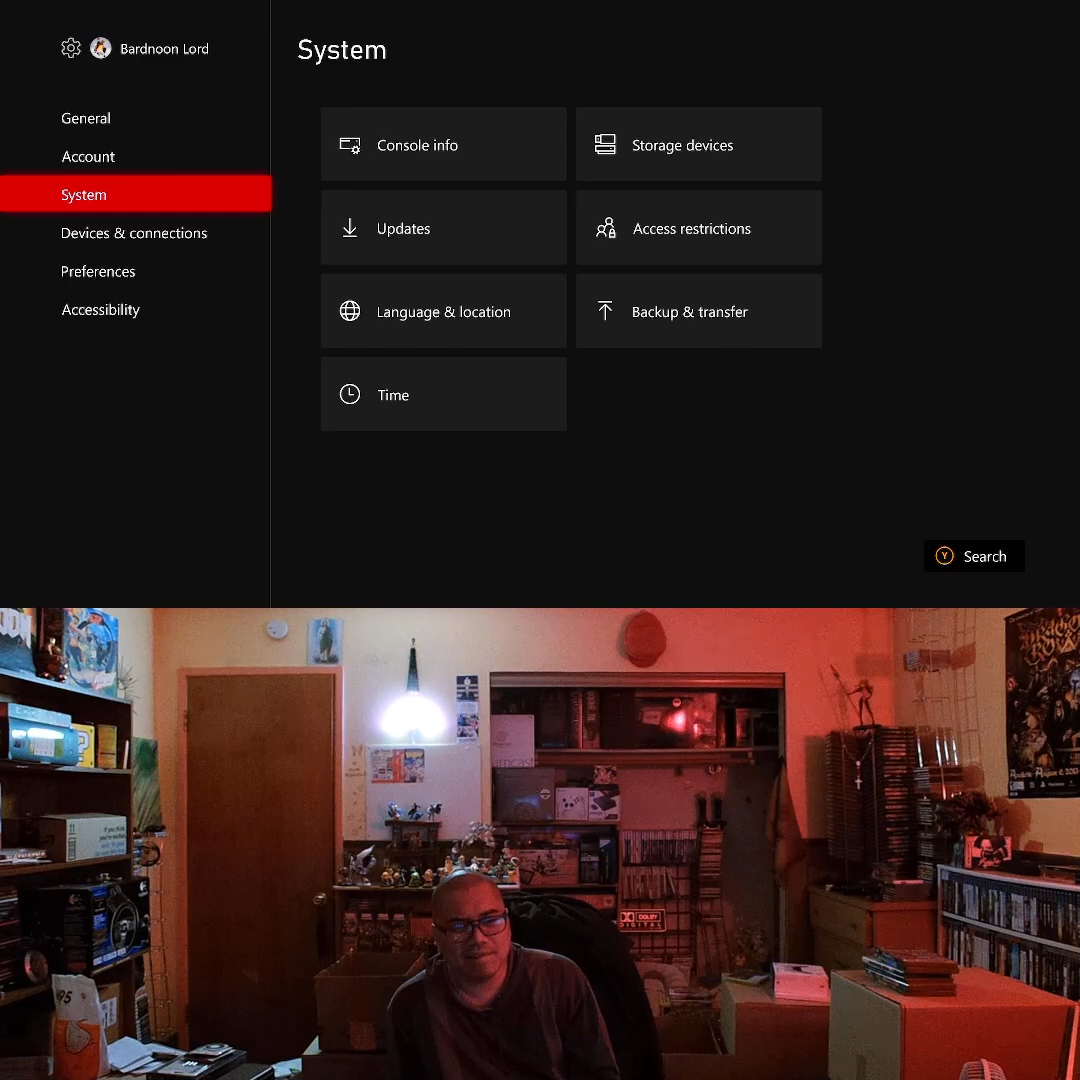 Bardnoon Lord
System
General
Account
System
Devices & connections
Preferences
Accessibility
Console info
Storage devices
Updates
Access restrictions
Language & location
Backup & transfer
Time
Y Search
DOLBY
DIGITAL